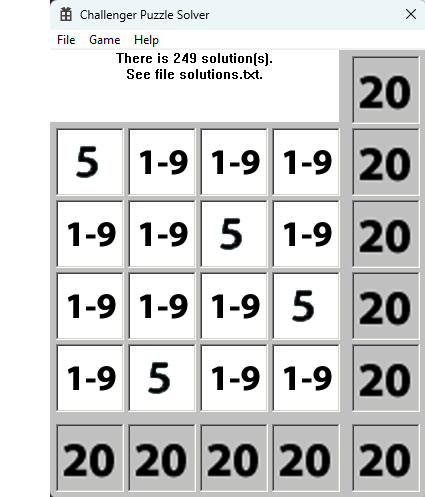 Challenger Puzzle Solver
File Game Help
There is 249 solution(s).
See file solutions.txt.
20
5 1-9 1-9 1-9 20
1-9 1-9 5 1-9 20
1-9 1-9 1-9 5 20
1-9 5 1-9 1-9 20
20 20 20 20 20